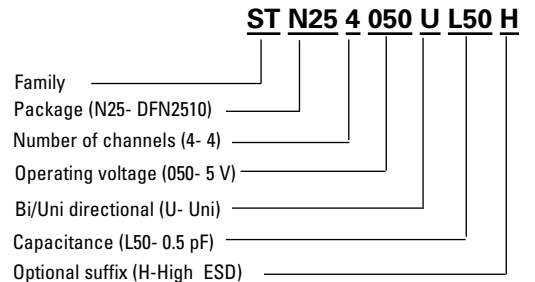 ST N25 4 050 U L50 H
Family
Package (N25- DFN2510)
Number of channels (4- 4)
Operating voltage (050- 5 V)
Bi/Uni directional (U- Uni)
Capacitance (L50- 0.5 pF)
Optional suffix (H-High ESD)